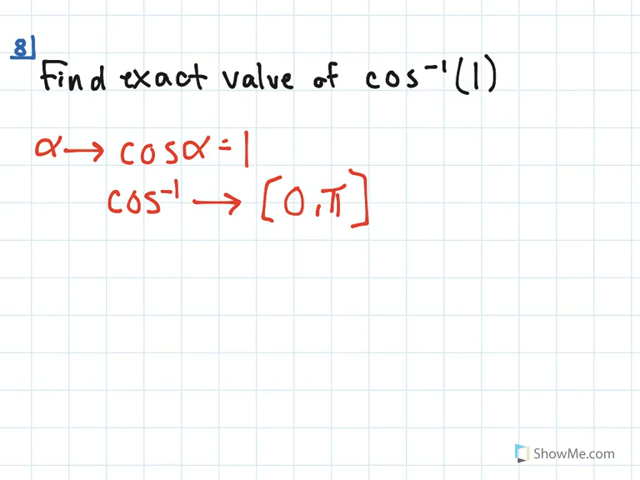 8]
Find exact value of cos⁻¹(1)
α → cosα = 1
cos⁻¹ → [0,π]
ShowMe.com